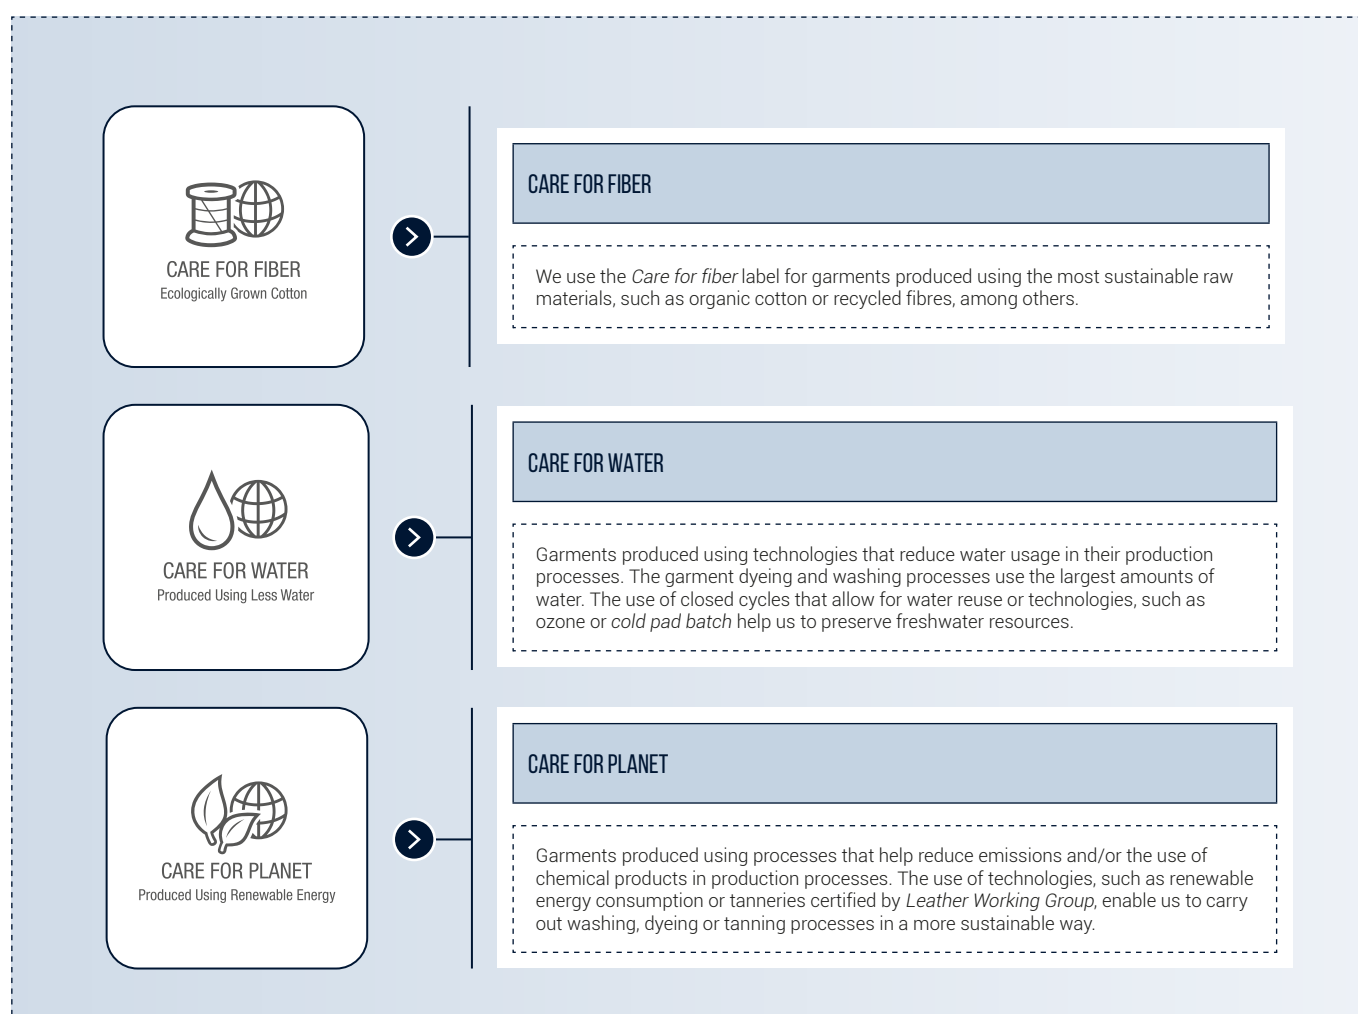 CARE FOR FIBER
Ecologically Grown Cotton
CARE FOR FIBER
We use the Care for fiber label for garments produced using the most sustainable raw
materials, such as organic cotton or recycled fibres, among others.
CARE FOR WATER
Produced Using Less Water
CARE FOR WATER
Garments produced using technologies that reduce water usage in their production
processes. The garment dyeing and washing processes use the largest amounts of
water. The use of closed cycles that allow for water reuse or technologies, such as
ozone or cold pad batch help us to preserve freshwater resources.
CARE FOR PLANET
Produced Using Renewable Energy
CARE FOR PLANET
Garments produced using processes that help reduce emissions and/or the use of
chemical products in production processes. The use of technologies, such as renewable
energy consumption or tanneries certified by Leather Working Group, enable us to carry
out washing, dyeing or tanning processes in a more sustainable way.